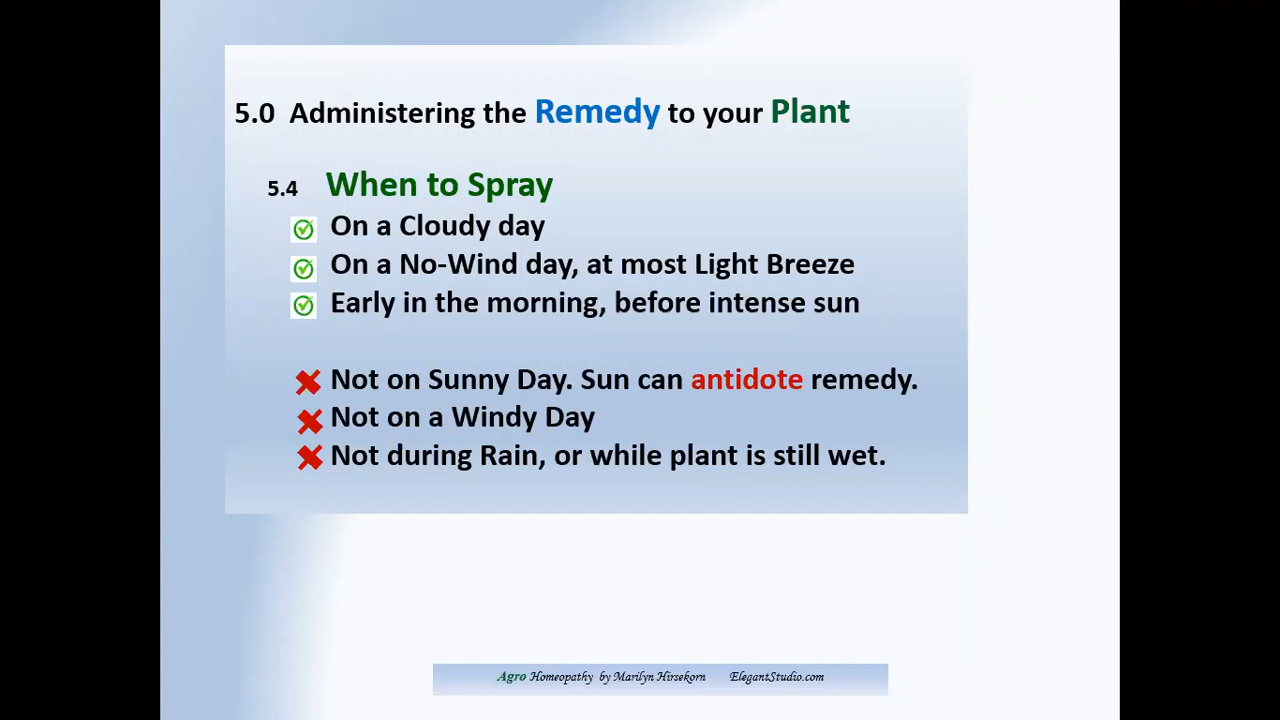 5.0 Administering the Remedy to your Plant
5.4 When to Spray
On a Cloudy day
On a No-Wind day, at most Light Breeze
Early in the morning, before intense sun
Not on Sunny Day. Sun can antidote remedy.
Not on a Windy Day
Not during Rain, or while plant is still wet.
Agro Homeopathy by Marilyn Hirsekorn ElegantStudio.com